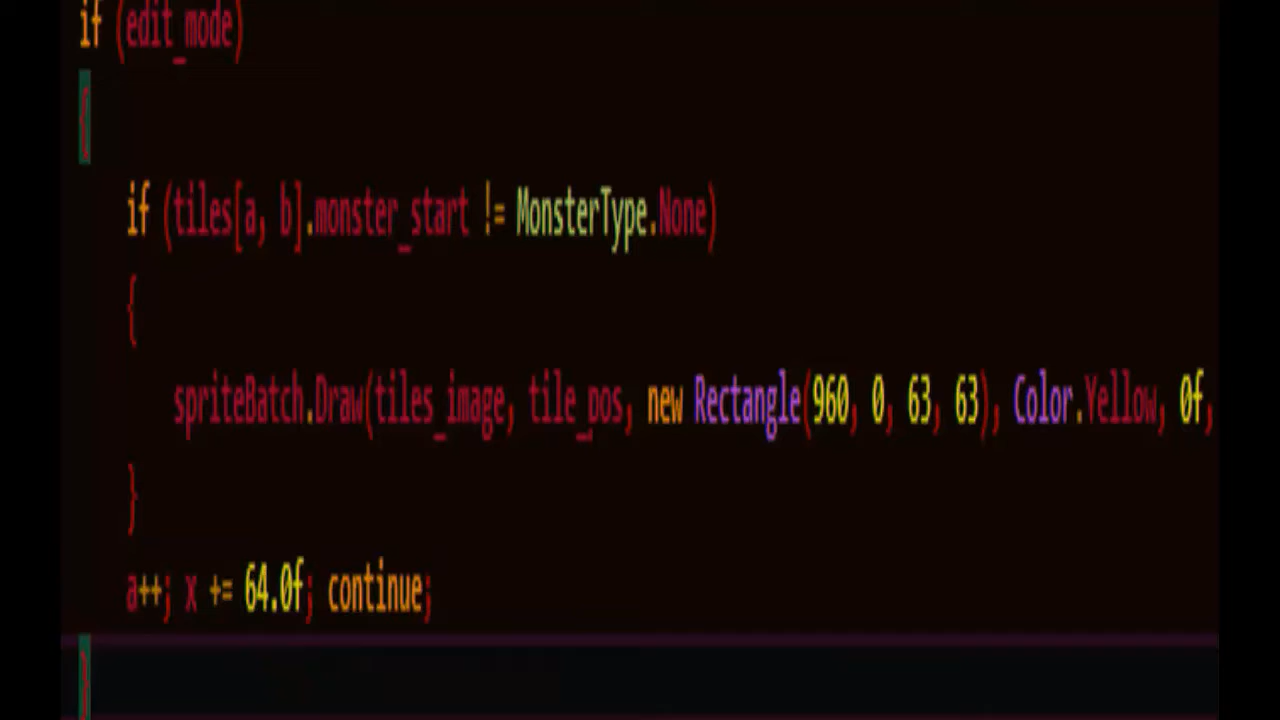 if (edit_mode)
{
if (tiles[a, b].monster_start != MonsterType.None)
{
spriteBatch.Draw(tiles_image, tile_pos, new Rectangle(960, 0, 63, 63), Color.Yellow, 0f,
}
a++; x += 64.0f; continue;
}